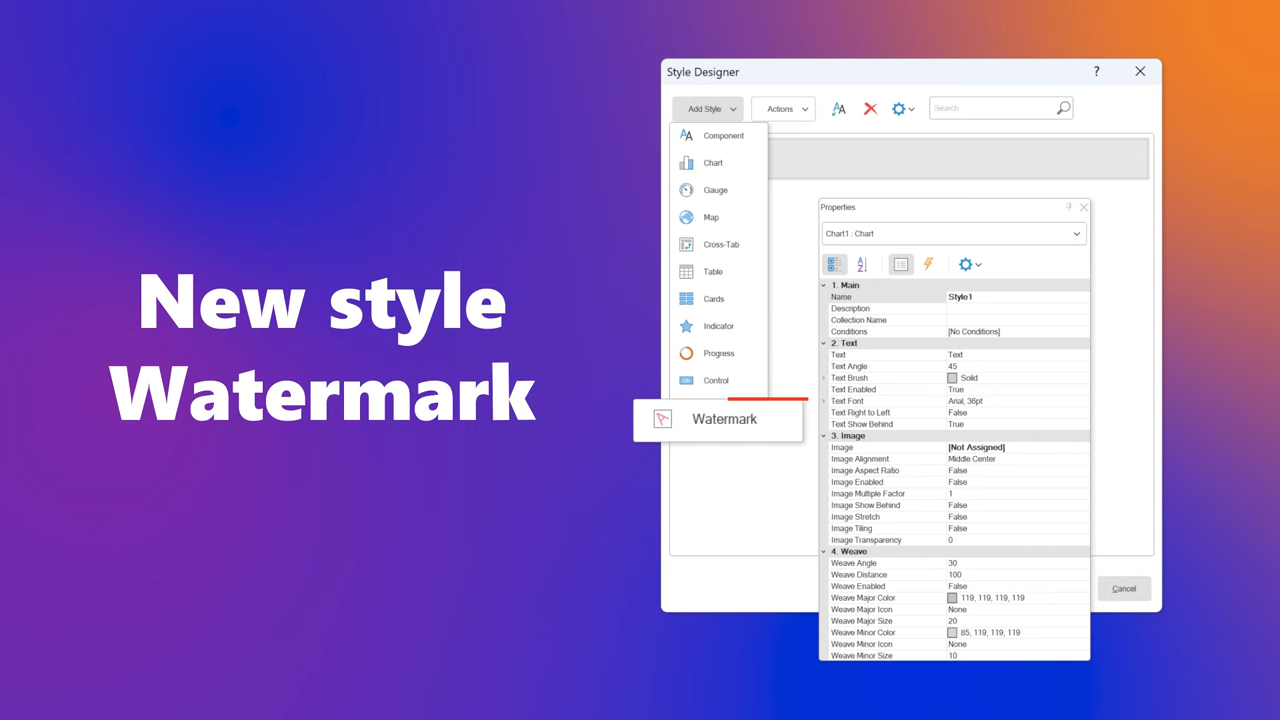 New style
Watermark
Style Designer
?
Add Style
Actions
Search
Component
Chart
Gauge
Map
Cross-Tab
Table
Cards
Indicator
Progress
Control
Watermark
Properties
Chart1 : Chart
1. Main
Name Style1
Description
Collection Name
Conditions [No Conditions]
2. Text
Text Text
Text Angle 45
Text Brush Solid
Text Enabled True
Text Font Arial, 36pt
Text Right to Left False
Text Show Behind True
3. Image
Image [Not Assigned]
Image Alignment Middle Center
Image Aspect Ratio False
Image Enabled False
Image Multiple Factor 1
Image Show Behind False
Image Stretch False
Image Tiling False
Image Transparency 0
4. Weave
Weave Angle 30
Weave Distance 100
Weave Enabled False
Weave Major Color 119, 119, 119, 119
Weave Major Icon None
Weave Major Size 20
Weave Minor Color 85, 119, 119, 119
Weave Minor Icon None
Weave Minor Size 10
Cancel